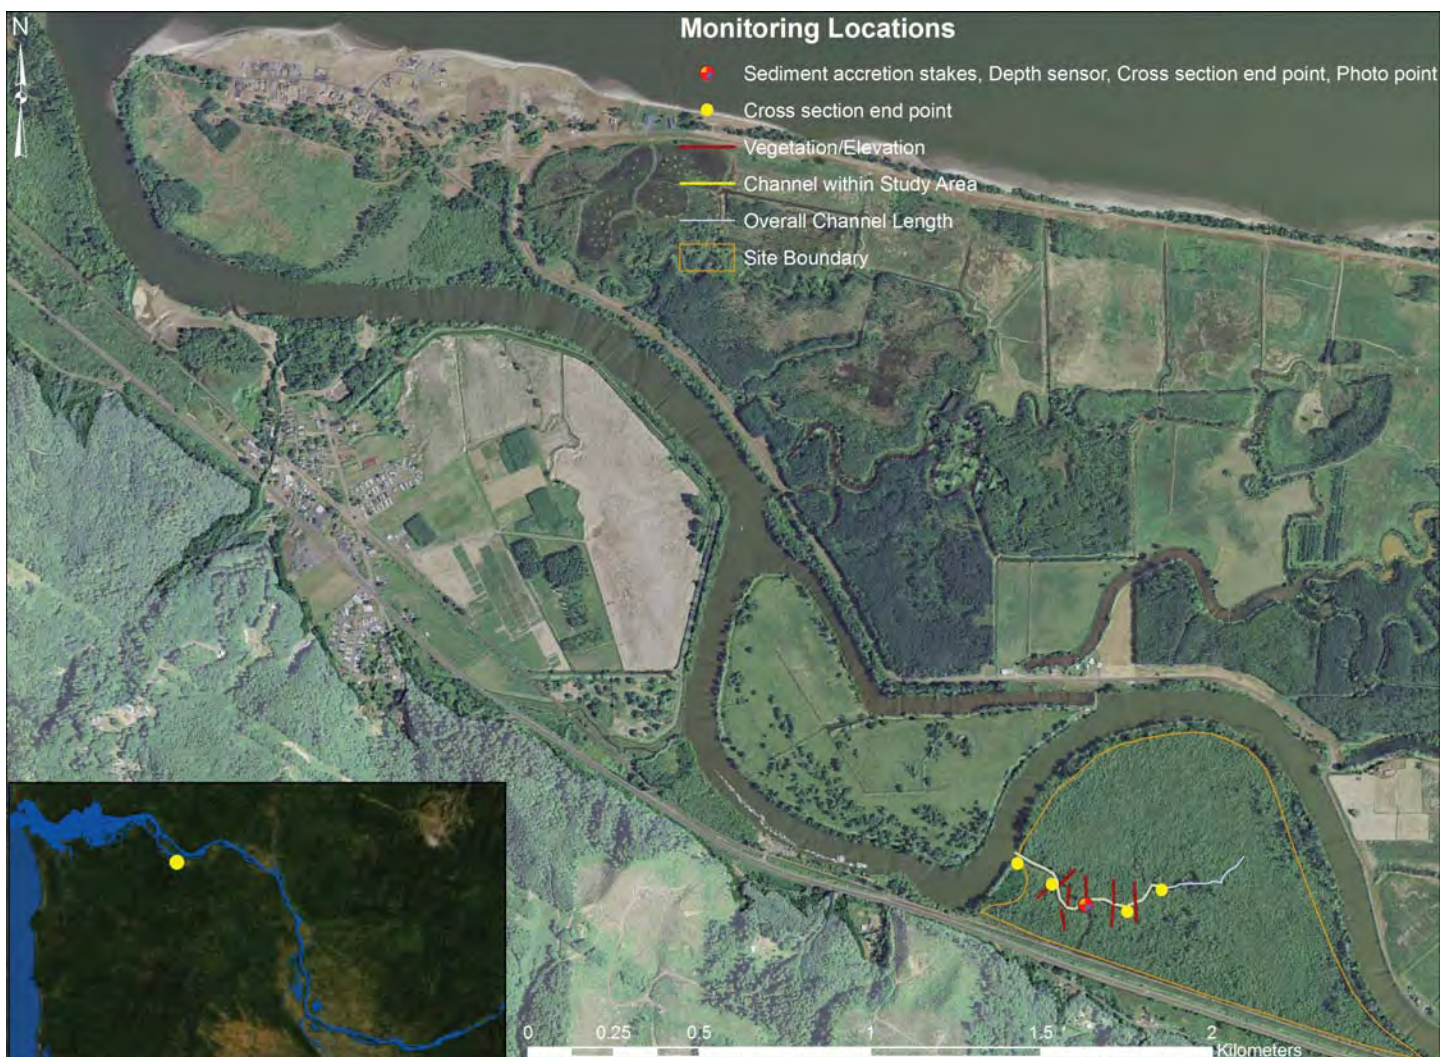 N
Monitoring Locations
Sediment accretion stakes, Depth sensor, Cross section end point, Photo point
Cross section end point
Vegetation/Elevation
Channel within Study Area
Overall Channel Length
Site Boundary
0 0.25 0.5 1 1.5 2
Kilometers